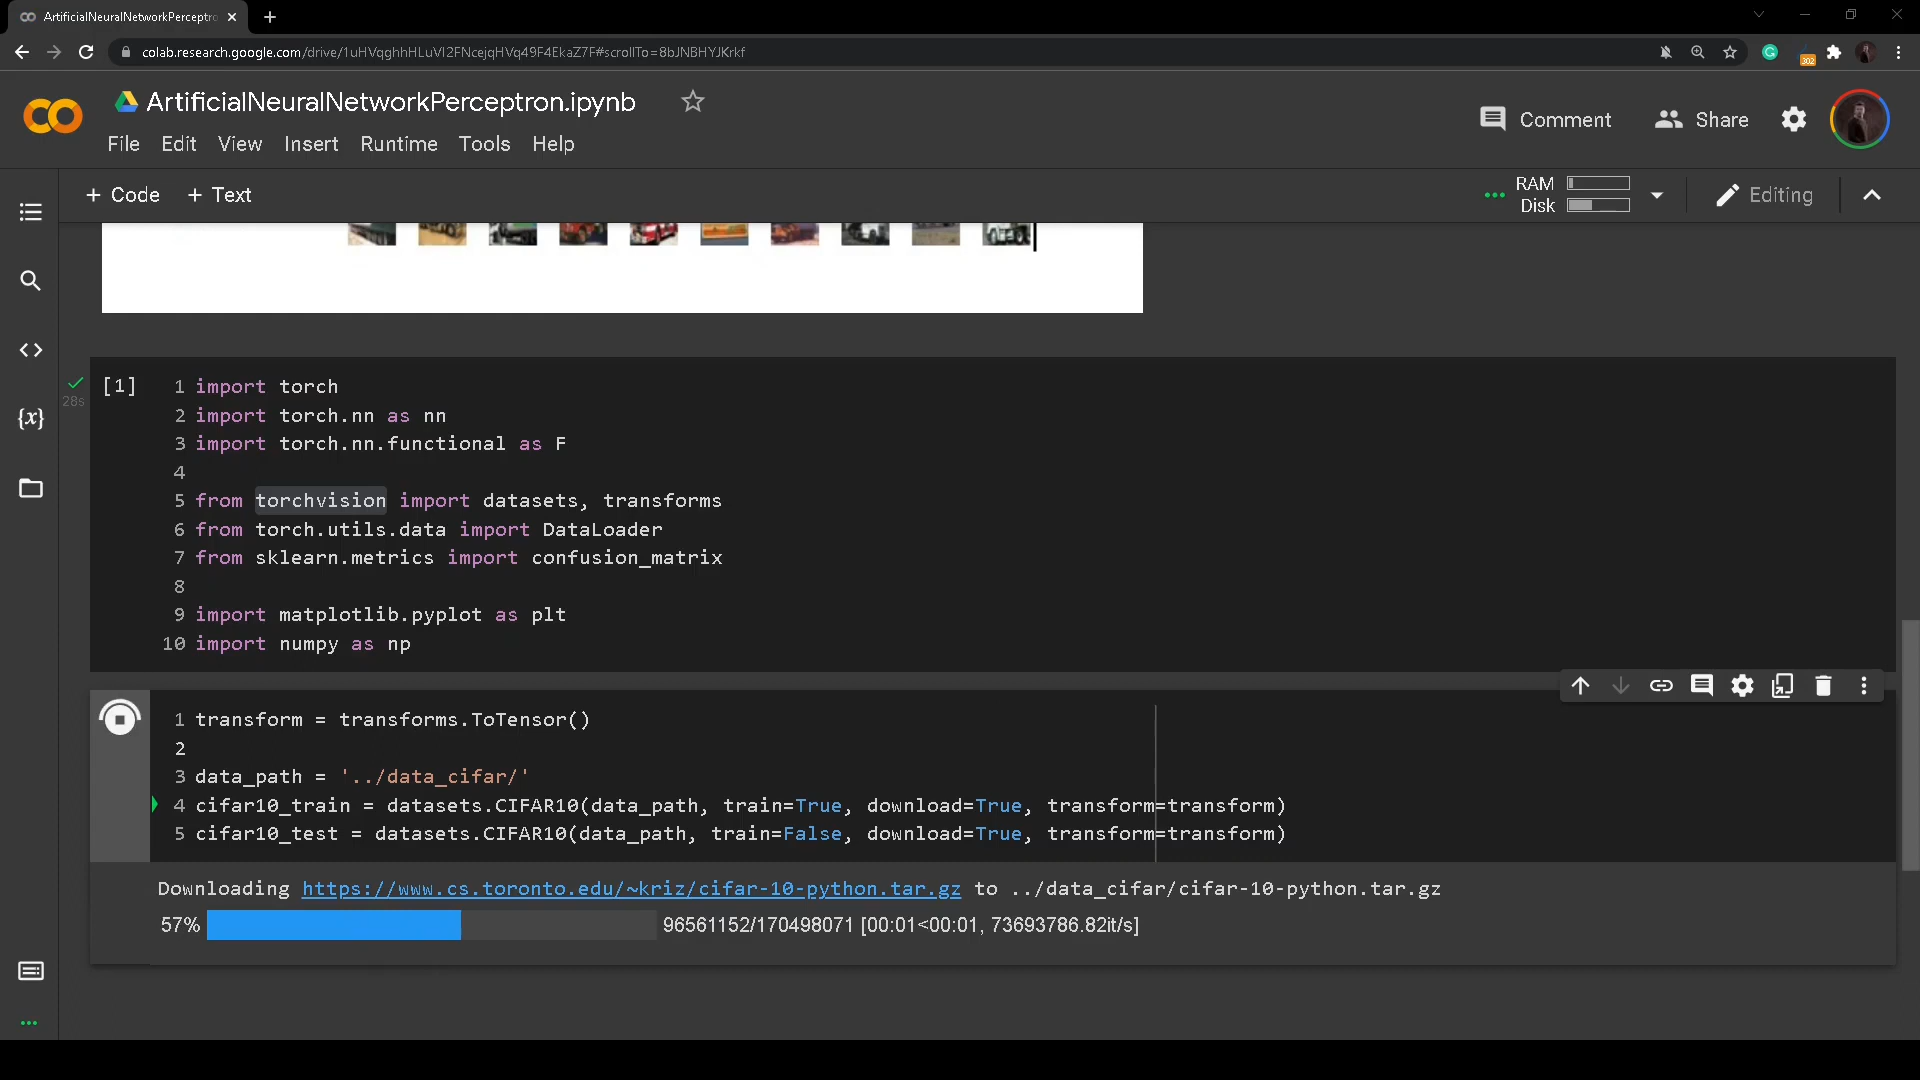 ArtificialNeuralNetworkPerceptro
colab.research.google.com/drive/1uHVqghhHLuVI2FNcejqHVq49F4EkaZ7F#scrollTo=8bJNBHYJKrkf
302
ArtificialNeuralNetworkPerceptron.ipynb
File Edit View Insert Runtime Tools Help
Comment
Share
+ Code + Text
RAM
Disk
Editing
[1]
28s
1 import torch
2 import torch.nn as nn
3 import torch.nn.functional as F
4
5 from torchvision import datasets, transforms
6 from torch.utils.data import DataLoader
7 from sklearn.metrics import confusion_matrix
8
9 import matplotlib.pyplot as plt
10 import numpy as np
1 transform = transforms.ToTensor()
2
3 data_path = '../data_cifar/'
4 cifar10_train = datasets.CIFAR10(data_path, train=True, download=True, transform=transform)
5 cifar10_test = datasets.CIFAR10(data_path, train=False, download=True, transform=transform)
Downloading https://www.cs.toronto.edu/~kriz/cifar-10-python.tar.gz to ../data_cifar/cifar-10-python.tar.gz
57% 96561152/170498071 [00:01<00:01, 73693786.82it/s]